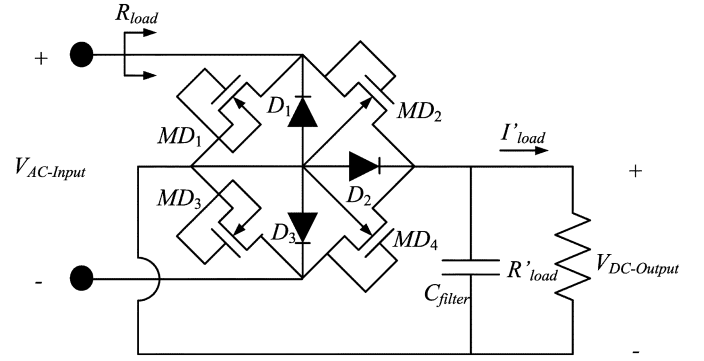 R_load
+
D_1
MD_2
MD_1
I'_load
V_AC-Input
+
MD_3
D_2
D_3
MD_4
V_DC-Output
R'_load
C_filter
-
-